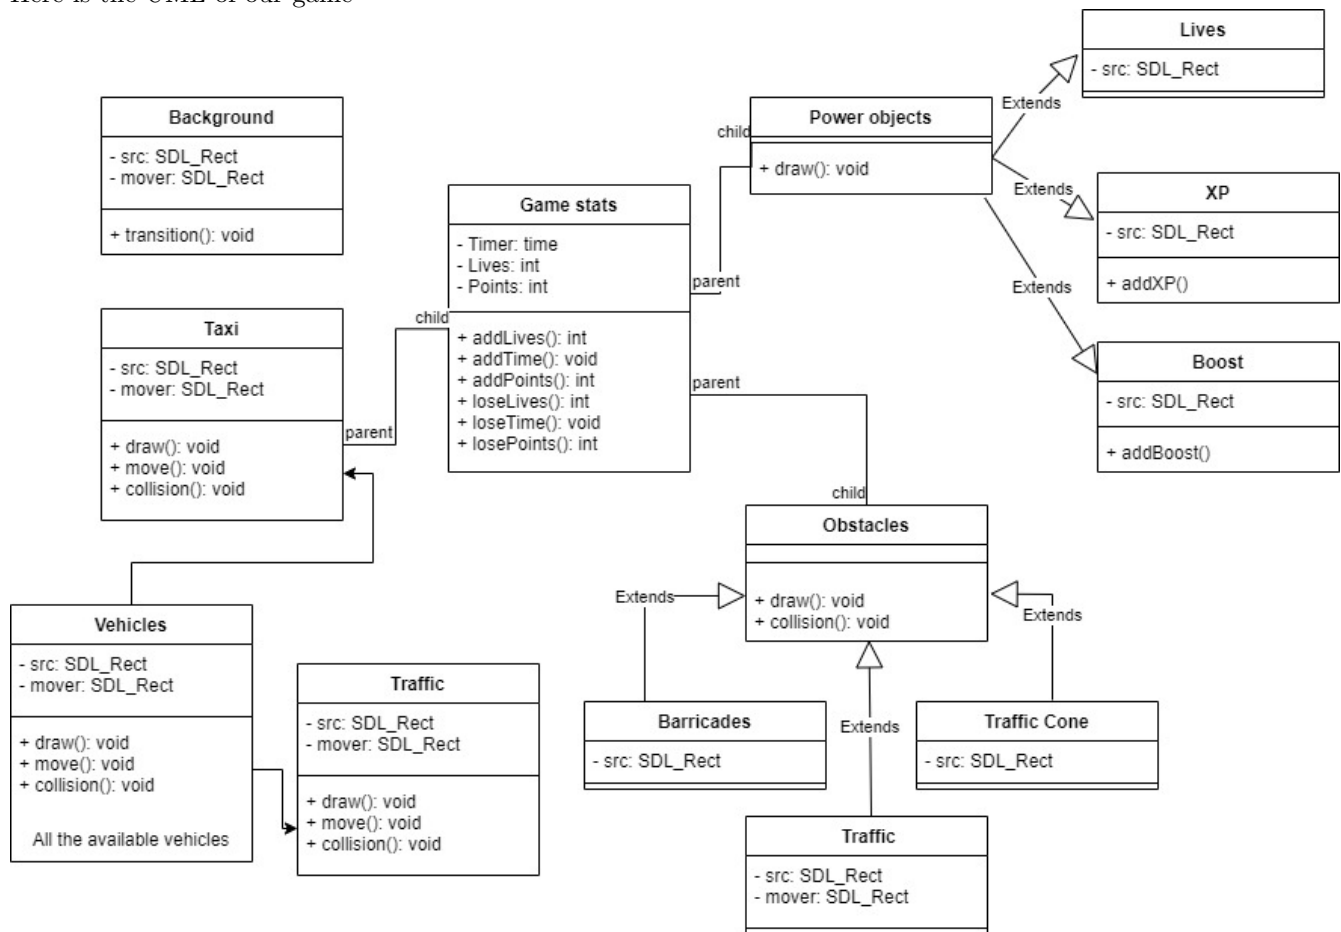 Here is the UML of our game
Lives
- src: SDL_Rect
Extends
Background
- src: SDL_Rect
- mover: SDL_Rect
+ transition(): void
Power objects
child
+ draw(): void
Extends
XP
- src: SDL_Rect
+ addXP()
Game stats
- Timer: time
- Lives: int
- Points: int
parent
+ addLives(): int
+ addTime(): void
+ addPoints(): int
+ loseLives(): int
+ loseTime(): void
+ losePoints(): int
Extends
child
Taxi
- src: SDL_Rect
- mover: SDL_Rect
+ draw(): void
+ move(): void
+ collision(): void
parent
parent
Boost
- src: SDL_Rect
+ addBoost()
child
Obstacles
+ draw(): void
+ collision(): void
Extends
Extends
Extends
Vehicles
- src: SDL_Rect
- mover: SDL_Rect
+ draw(): void
+ move(): void
+ collision(): void
All the available vehicles
Traffic
- src: SDL_Rect
- mover: SDL_Rect
+ draw(): void
+ move(): void
+ collision(): void
Barricades
- src: SDL_Rect
Traffic Cone
- src: SDL_Rect
Traffic
- src: SDL_Rect
- mover: SDL_Rect